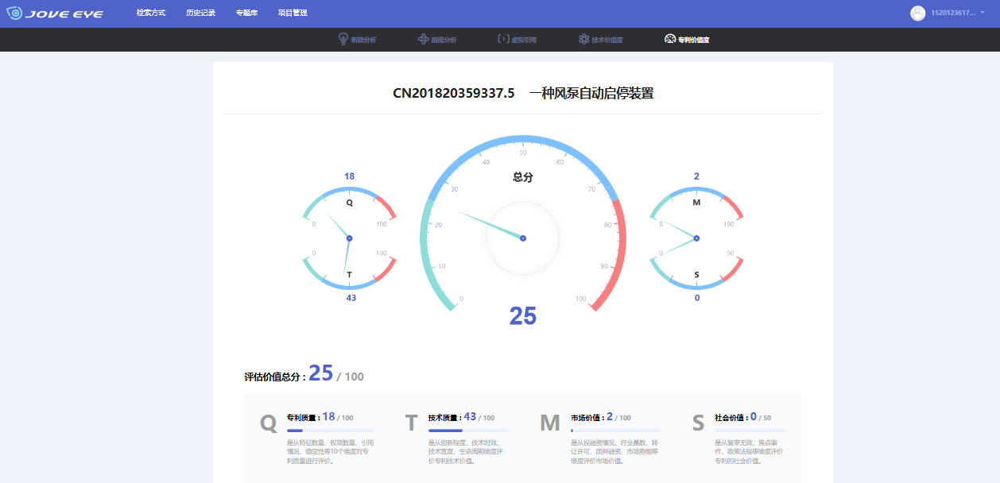 JOVE EYE 检索方式 历史记录 专题库 项目管理 1520123617...
新颖分析 跟随分析 虚拟引用 技术价值度 专利价值度
CN201820359337.5 一种风泵自动启停装置
18
Q
0 100
0 100
T
43
总分
0 10 20 30 40 50 60 70 80 90 100
25
2
M
0 100
0 50
S
0
评估价值总分 : 25 / 100
Q 专利质量 : 18 / 100
是从特征数量、权项数量、引用
情况、稳定性等10个维度对专
利质量进行评价。
T 技术质量 : 43 / 100
是从创新程度、技术时效、
技术宽度、生命周期维度评
价专利技术价值。
M 市场价值 : 2 / 100
是从投融资情况、行业基数、转
让许可、质押融资、市场势能等
维度评价市场价值。
S 社会价值 : 0 / 50
是从复审无效、焦点事
件、政策法规等维度评价
专利的社会价值。